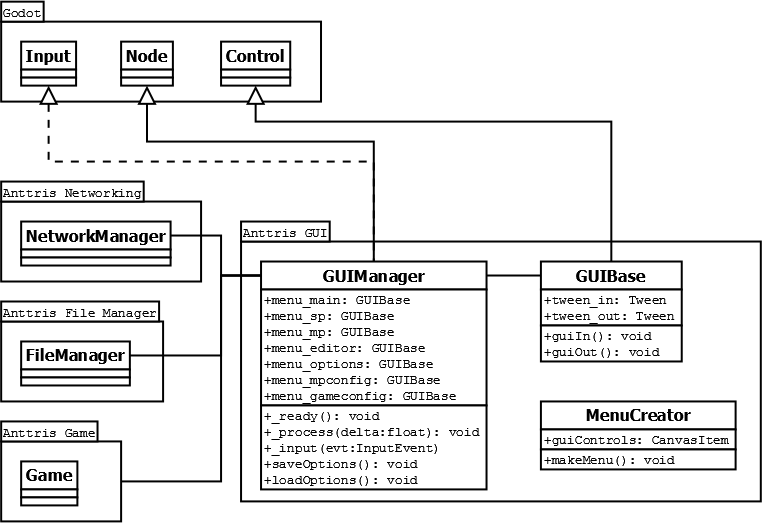 Godot
Input
Node
Control
Anttris Networking
NetworkManager
Anttris File Manager
FileManager
Anttris Game
Game
Anttris GUI
GUIManager
+menu_main: GUIBase
+menu_sp: GUIBase
+menu_mp: GUIBase
+menu_editor: GUIBase
+menu_options: GUIBase
+menu_mpconfig: GUIBase
+menu_gameconfig: GUIBase
+_ready(): void
+_process(delta:float): void
+_input(evt:InputEvent)
+saveOptions(): void
+loadOptions(): void
GUIBase
+tween_in: Tween
+tween_out: Tween
+guiIn(): void
+guiOut(): void
MenuCreator
+guiControls: CanvasItem
+makeMenu(): void